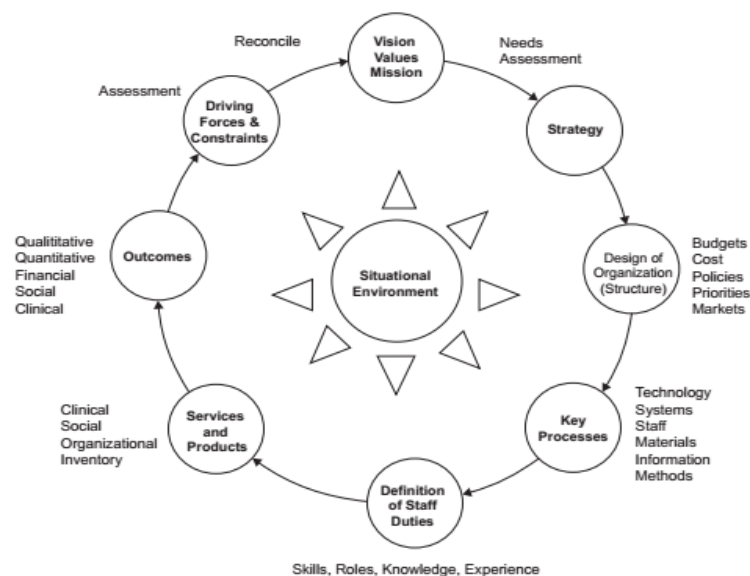 Reconcile
Vision
Values
Mission
Needs
Assessment
Assessment
Driving
Forces &
Constraints
Strategy
Qualititative
Quantitative
Financial
Social
Clinical
Outcomes
Situational
Environment
Design of
Organization
(Structure)
Budgets
Cost
Policies
Priorities
Markets
Clinical
Social
Organizational
Inventory
Services
and
Products
Key
Processes
Technology
Systems
Staff
Materials
Information
Methods
Definition
of Staff
Duties
Skills, Roles, Knowledge, Experience